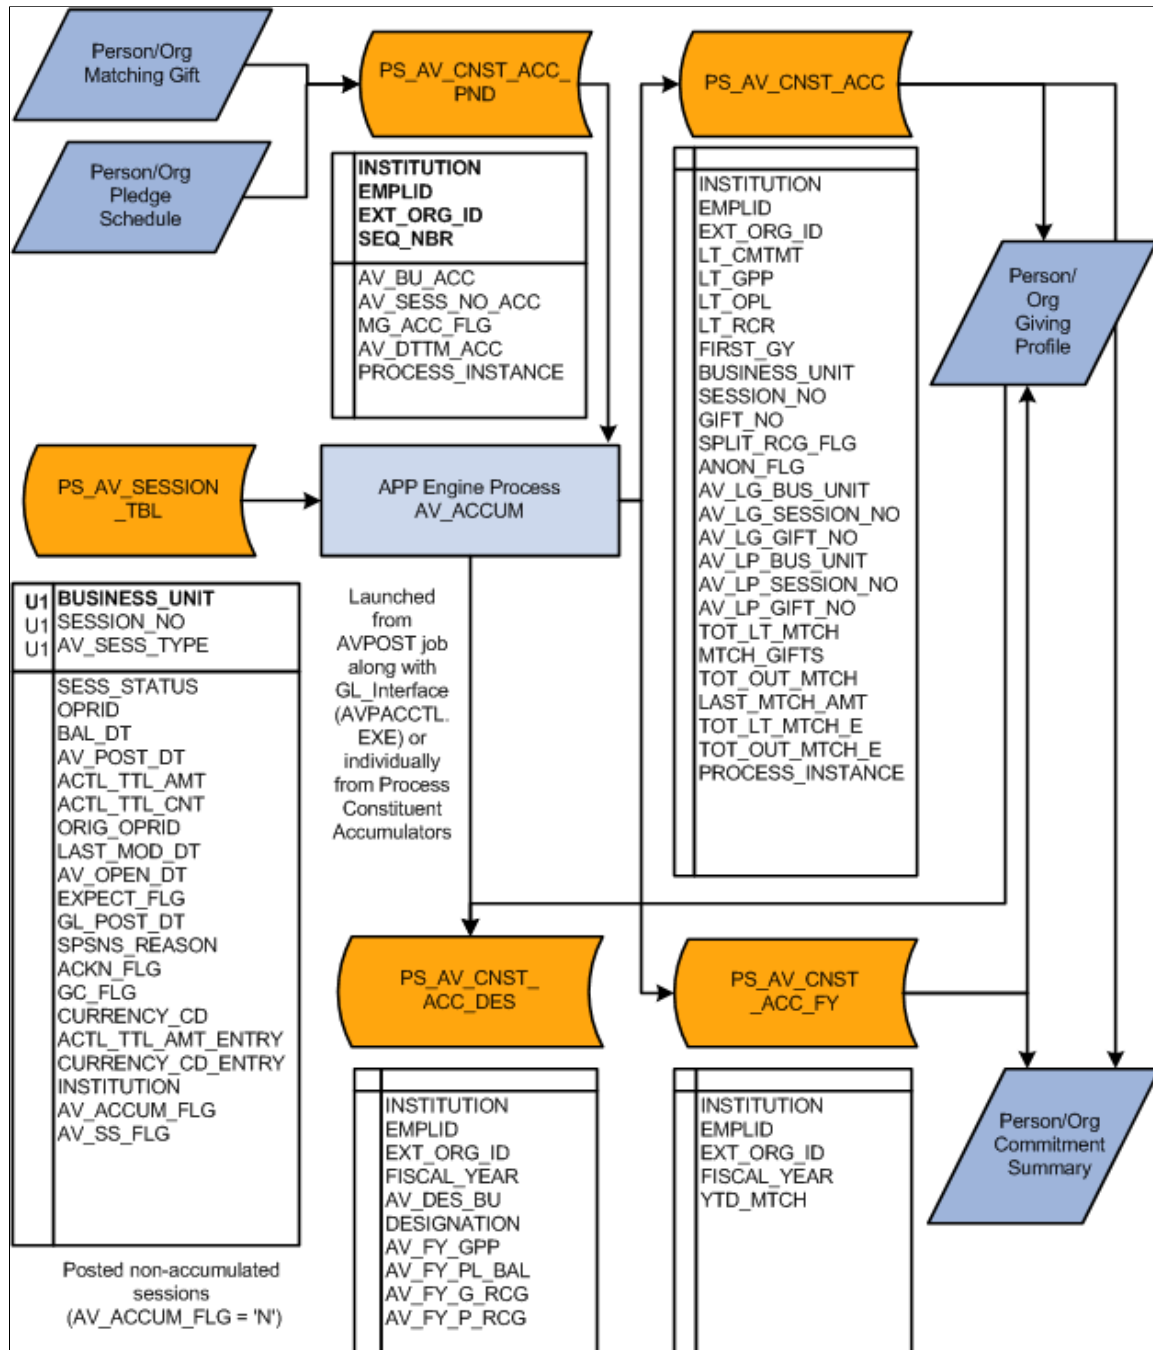 Person/Org
Matching Gift
PS_AV_CNST_ACC_
PND
PS_AV_CNST_ACC
Person/Org
Pledge
Schedule
INSTITUTION
EMPLID
EXT_ORG_ID
SEQ_NBR
AV_BU_ACC
AV_SESS_NO_ACC
MG_ACC_FLG
AV_DTTM_ACC
PROCESS_INSTANCE
INSTITUTION
EMPLID
EXT_ORG_ID
LT_CMTMT
LT_GPP
LT_OPL
LT_RCR
FIRST_GY
BUSINESS_UNIT
SESSION_NO
GIFT_NO
SPLIT_RCG_FLG
ANON_FLG
AV_LG_BUS_UNIT
AV_LG_SESSION_NO
AV_LG_GIFT_NO
AV_LP_BUS_UNIT
AV_LP_SESSION_NO
AV_LP_GIFT_NO
TOT_LT_MTCH
MTCH_GIFTS
TOT_OUT_MTCH
LAST_MTCH_AMT
TOT_LT_MTCH_E
TOT_OUT_MTCH_E
PROCESS_INSTANCE
Person/
Org
Giving
Profile
PS_AV_SESSION
_TBL
APP Engine Process
AV_ACCUM
U1 BUSINESS_UNIT
U1 SESSION_NO
U1 AV_SESS_TYPE
SESS_STATUS
OPRID
BAL_DT
AV_POST_DT
ACTL_TTL_AMT
ACTL_TTL_CNT
ORIG_OPRID
LAST_MOD_DT
AV_OPEN_DT
EXPECT_FLG
GL_POST_DT
SPSNS_REASON
ACKN_FLG
GC_FLG
CURRENCY_CD
ACTL_TTL_AMT_ENTRY
CURRENCY_CD_ENTRY
INSTITUTION
AV_ACCUM_FLG
AV_SS_FLG
Posted non-accumulated
sessions
(AV_ACCUM_FLG = 'N')
Launched
from
AVPOST job
along with
GL_Interface
(AVPACCTL.
EXE) or
individually
from Process
Constituent
Accumulators
PS_AV_CNST_
ACC_DES
PS_AV_CNST
_ACC_FY
INSTITUTION
EMPLID
EXT_ORG_ID
FISCAL_YEAR
AV_DES_BU
DESIGNATION
AV_FY_GPP
AV_FY_PL_BAL
AV_FY_G_RCG
AV_FY_P_RCG
INSTITUTION
EMPLID
EXT_ORG_ID
FISCAL_YEAR
YTD_MTCH
Person/Org
Commitment
Summary